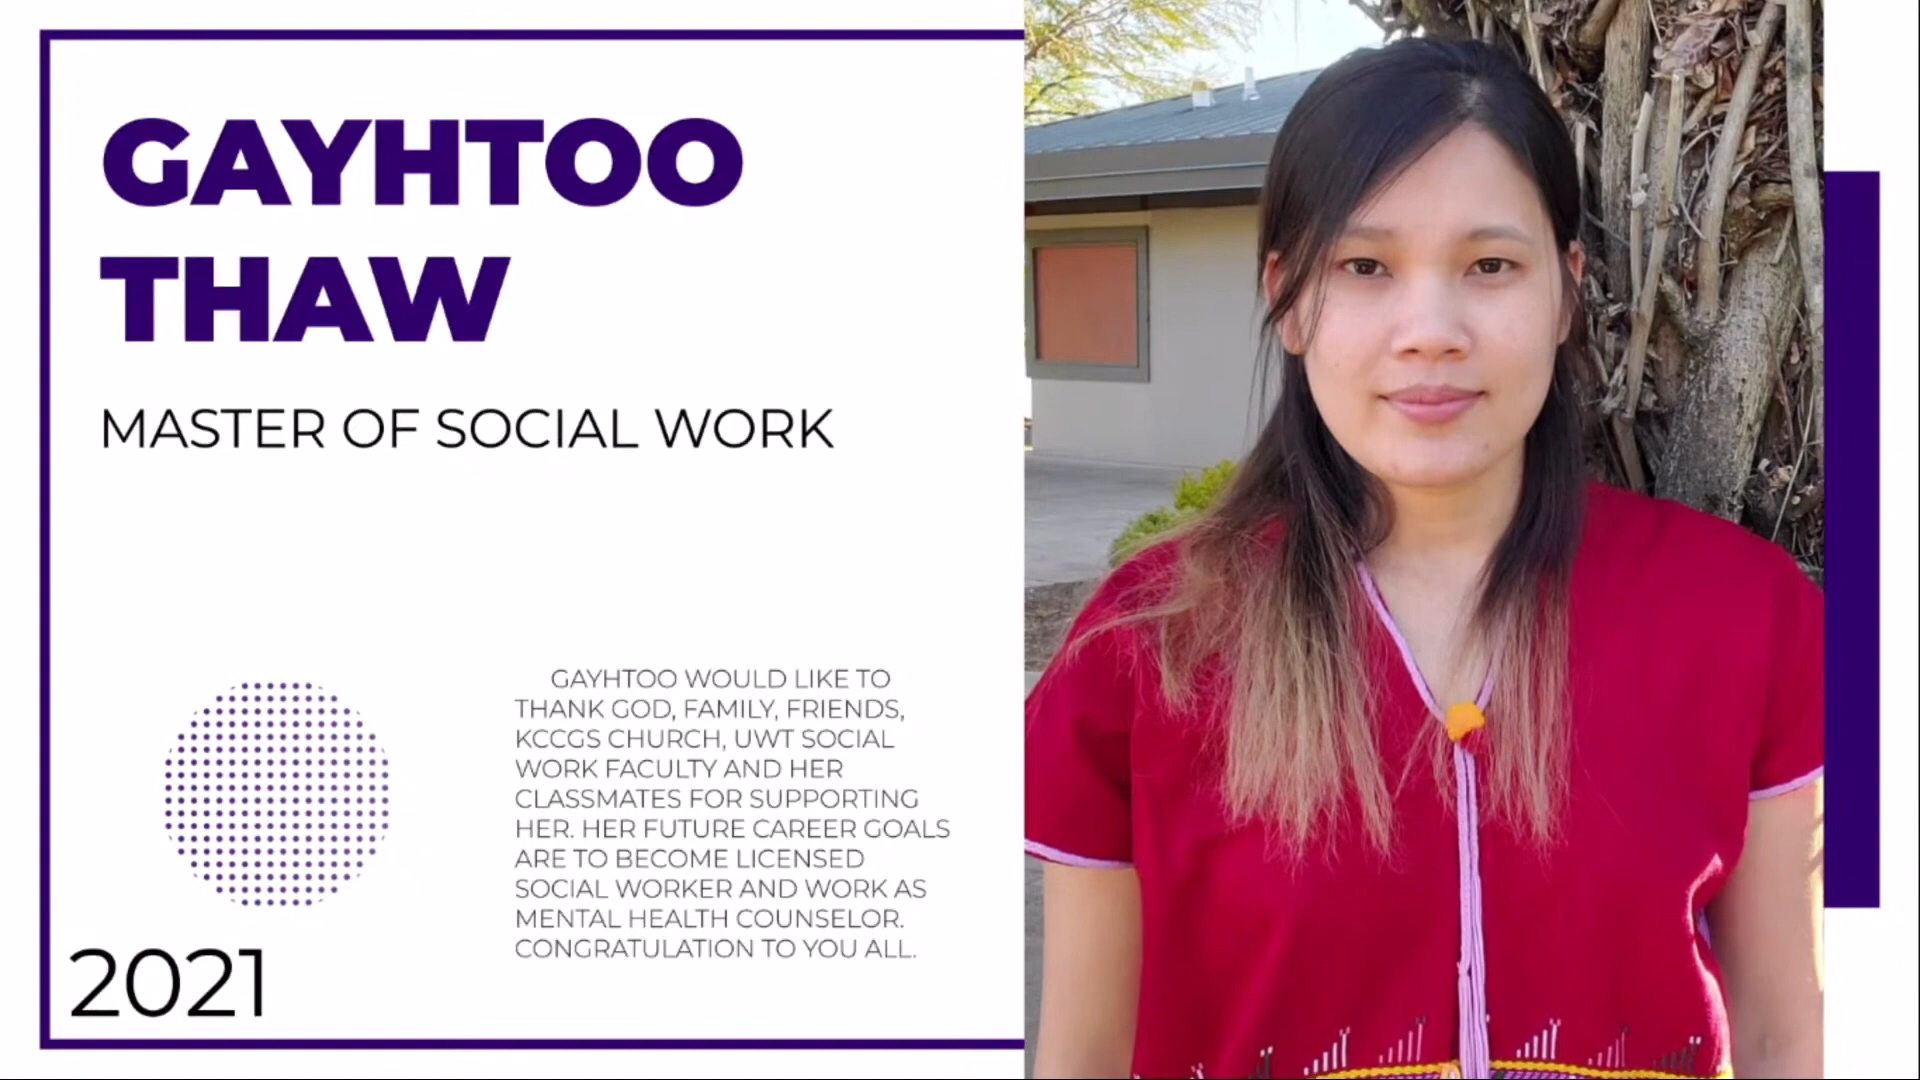 GAYHTOO
THAW
MASTER OF SOCIAL WORK
GAYHTOO WOULD LIKE TO
THANK GOD, FAMILY, FRIENDS,
KCCGS CHURCH, UWT SOCIAL
WORK FACULTY AND HER
CLASSMATES FOR SUPPORTING
HER. HER FUTURE CAREER GOALS
ARE TO BECOME LICENSED
SOCIAL WORKER AND WORK AS
MENTAL HEALTH COUNSELOR.
CONGRATULATION TO YOU ALL.
2021